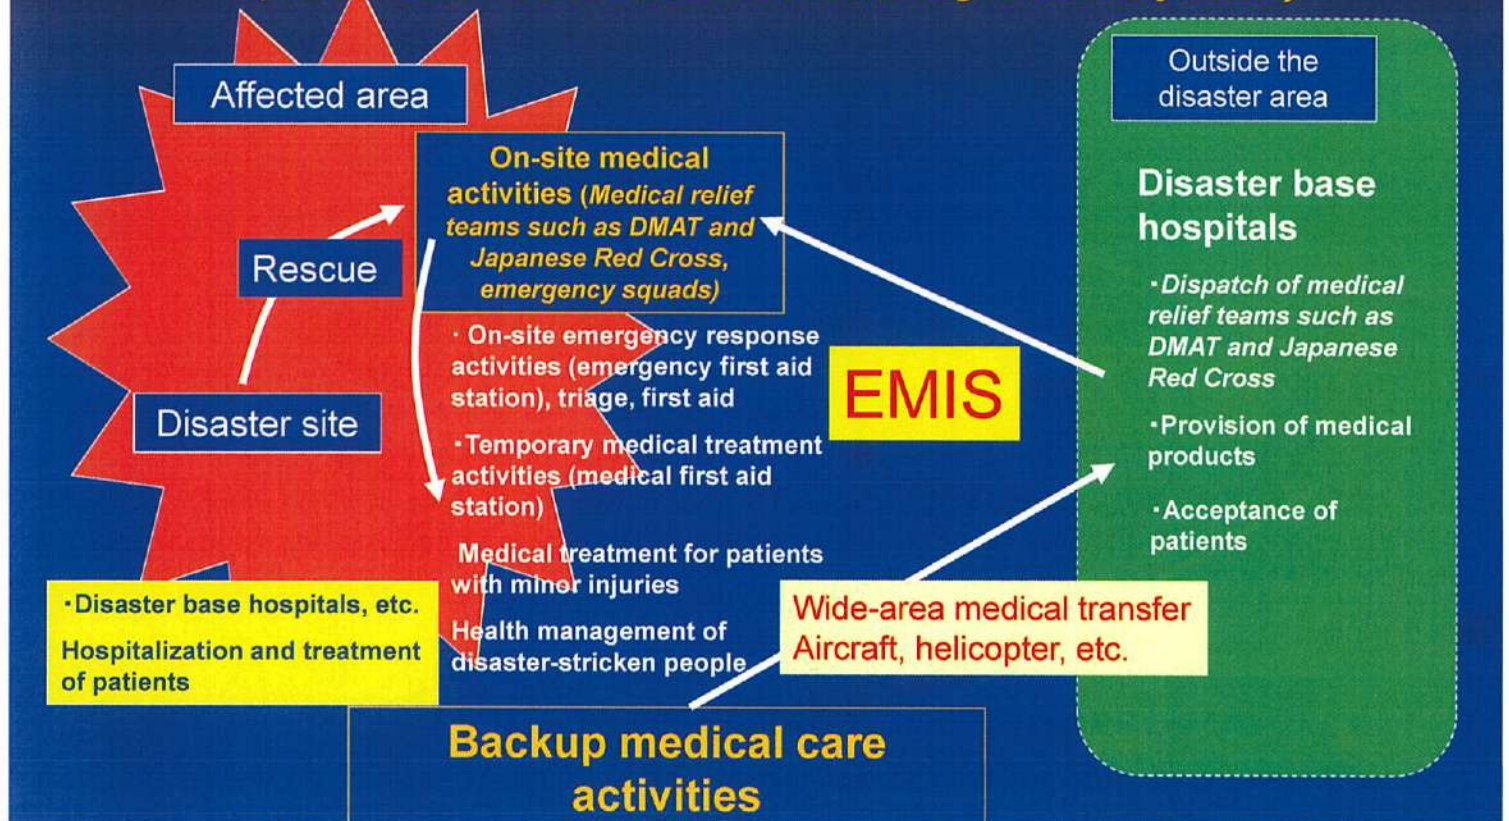 Affected area
On-site medical
activities (Medical relief
teams such as DMAT and
Japanese Red Cross,
emergency squads)
Rescue
Disaster site
· On-site emergency response
activities (emergency first aid
station), triage, first aid
・Temporary medical treatment
activities (medical first aid
station)
Medical treatment for patients
with minor injuries
Health management of
disaster-stricken people
・Disaster base hospitals, etc.
Hospitalization and treatment
of patients
EMIS
Wide-area medical transfer
Aircraft, helicopter, etc.
Backup medical care
activities
Outside the
disaster area
Disaster base
hospitals
・Dispatch of medical
relief teams such as
DMAT and Japanese
Red Cross
・Provision of medical
products
・Acceptance of
patients